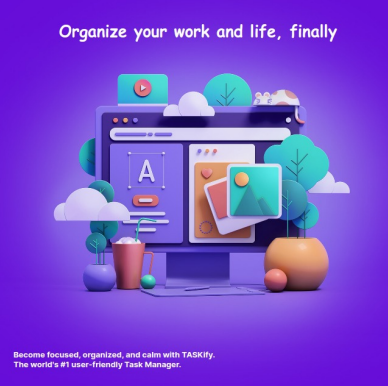 Organize your work and life, finally
A
Become focused, organized, and calm with TASKify.
The world's #1 user-friendly Task Manager.